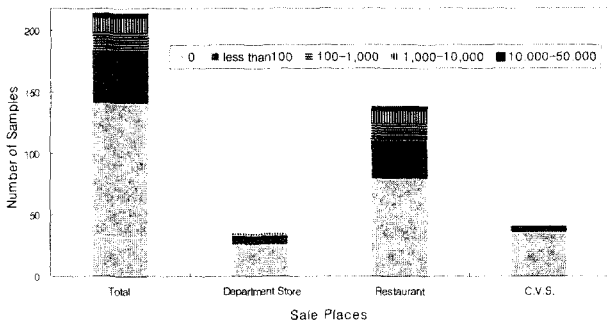 Number of Samples
200
150
100
50
0
0 less than100 100-1,000 1,000-10,000 10 000-50 000
Total Department Store Restaurant C.V.S.
Sale Places